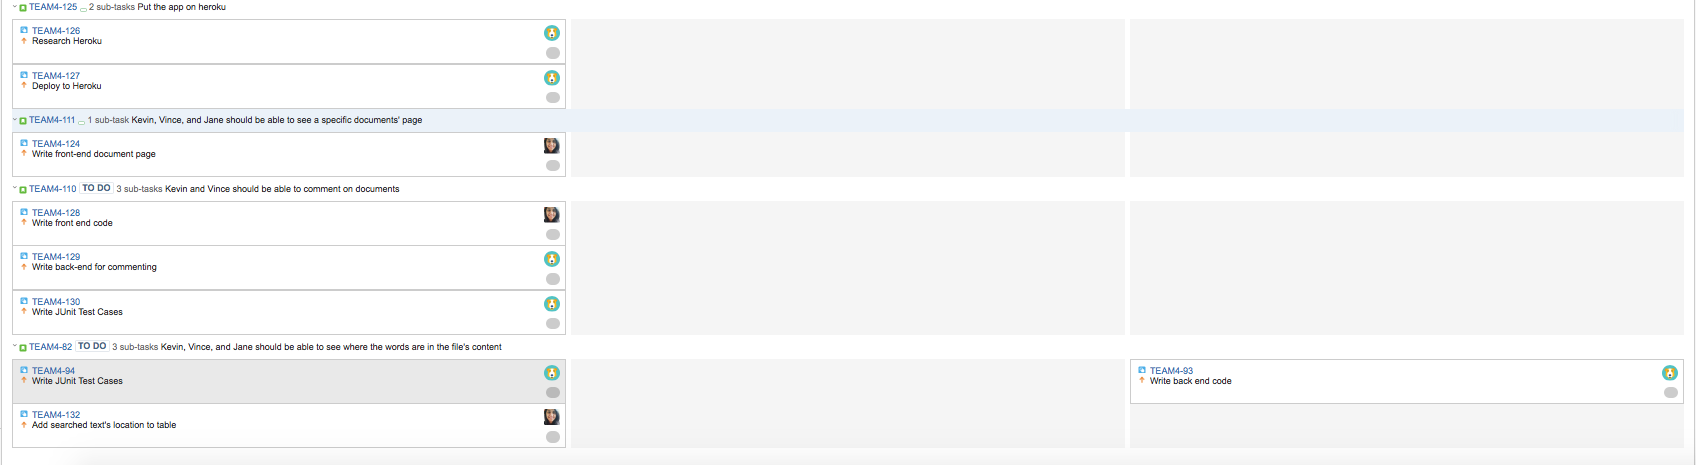 TEAM4-125 2 sub-tasks Put the app on heroku
TEAM4-126
Research Heroku
TEAM4-127
Deploy to Heroku
TEAM4-111 1 sub-task Kevin, Vince, and Jane should be able to see a specific documents' page
TEAM4-124
Write front-end document page
TEAM4-110 TO DO 3 sub-tasks Kevin and Vince should be able to comment on documents
TEAM4-128
Write front end code
TEAM4-129
Write back-end for commenting
TEAM4-130
Write JUnit Test Cases
TEAM4-82 TO DO 3 sub-tasks Kevin, Vince, and Jane should be able to see where the words are in the file's content
TEAM4-94
Write JUnit Test Cases
TEAM4-93
Write back end code
TEAM4-132
Add searched text's location to table